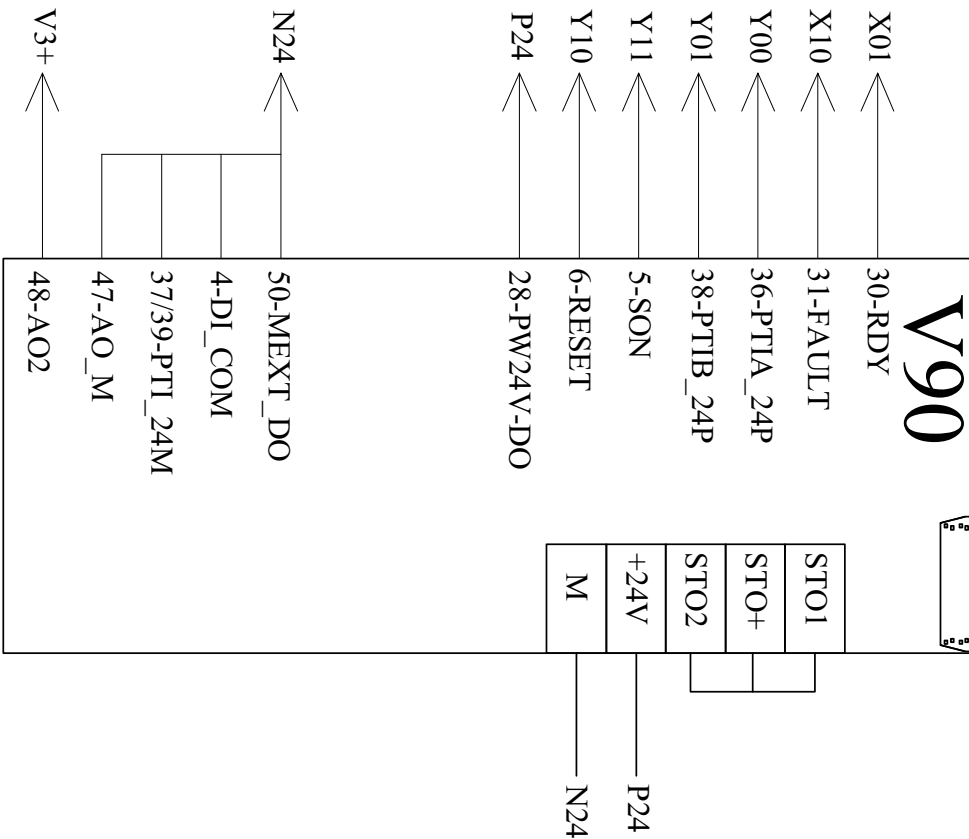 V90
X01
30-RDY
X10
31-FAULT
Y00
36-PTIA_24P
Y01
38-PTIB_24P
Y11
5-SON
Y10
6-RESET
P24
28-PW24V-DO
N24
50-MEXT_DO
4-DI_COM
37/39-PTI_24M
47-AO_M
V3+
48-AO2
STO1
STO+
STO2
+24V
P24
M
N24